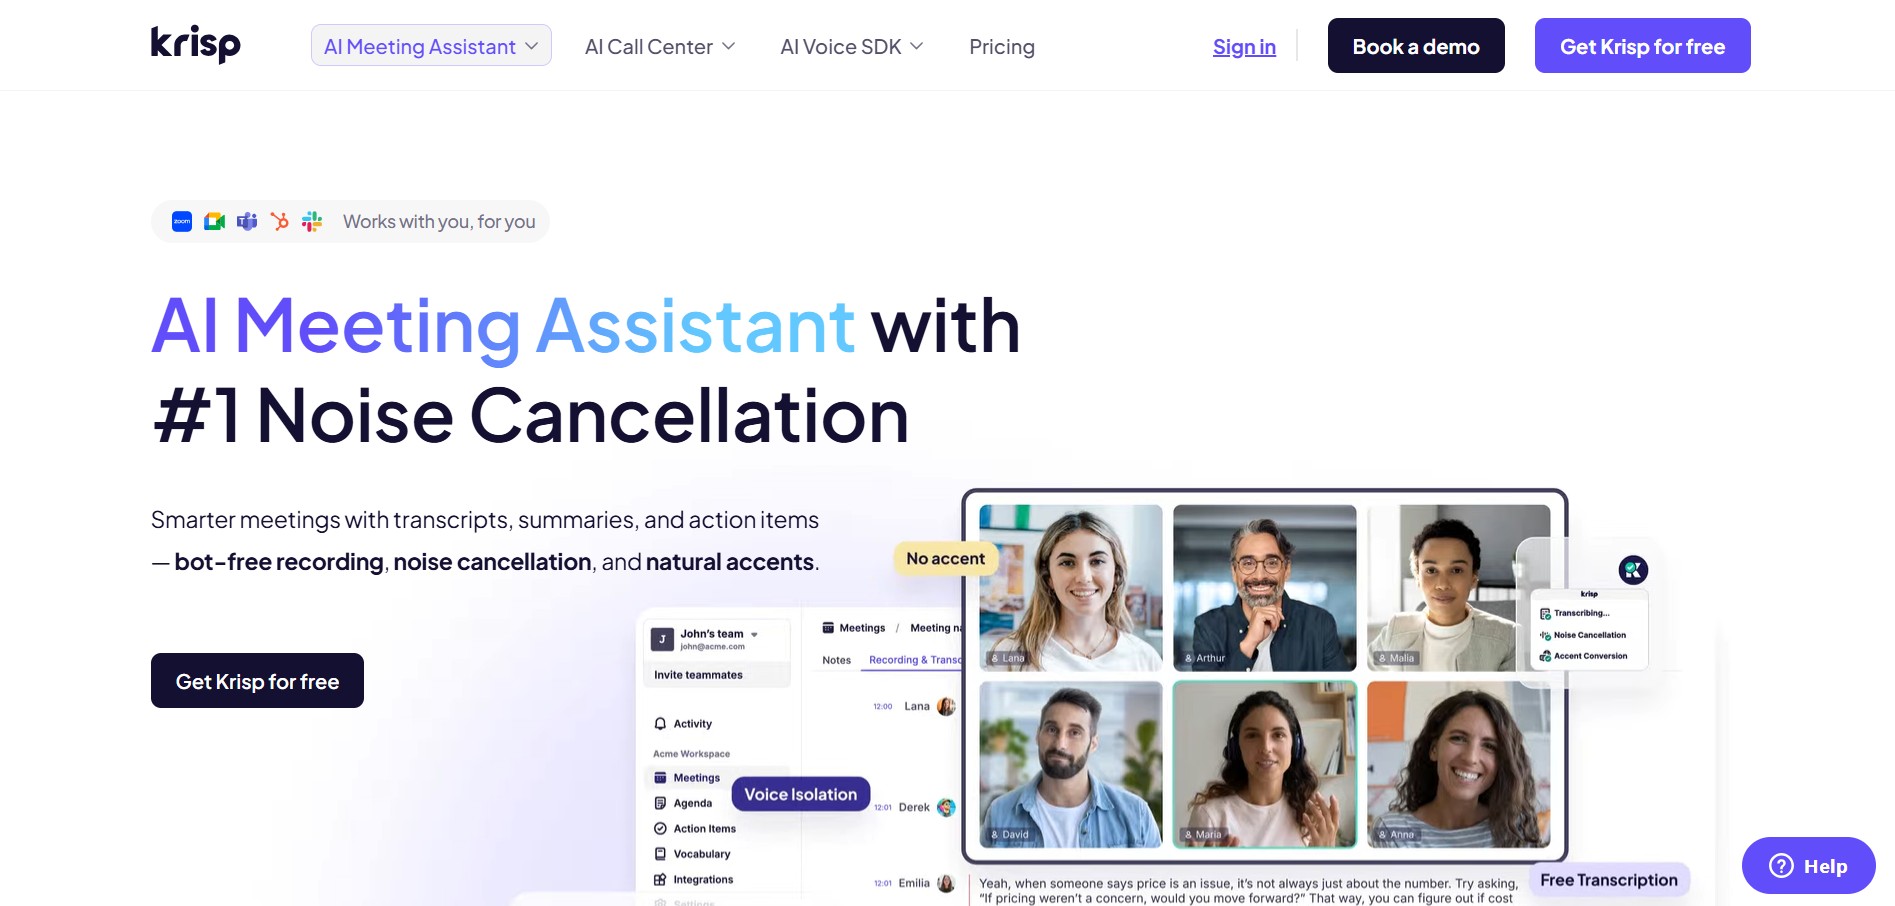 krisp
AI Meeting Assistant
AI Call Center
AI Voice SDK
Pricing
Sign in
Book a demo
Get Krisp for free
zoom
Works with you, for you
AI Meeting Assistant with
#1 Noise Cancellation
Smarter meetings with transcripts, summaries, and action items
— bot-free recording, noise cancellation, and natural accents.
Get Krisp for free
J
John's team
john@acme.com
Invite teammates
Activity
Acme Workspace
Meetings
Agenda
Action Items
Vocabulary
Integrations
Settings
Voice Isolation
Meetings / Meeting na
Notes
Recording & Transc
12:00 Lana
12:01 Derek
12:01 Emilia
No accent
Lana
Arthur
Malia
David
Maria
Anna
krisp
Transcribing...
Noise Cancellation
Accent Conversion
Yeah, when someone says price is an issue, it's not always just about the number. Try asking,
"If pricing weren't a concern, would you move forward?" That way, you can figure out if cost
Free Transcription
Help